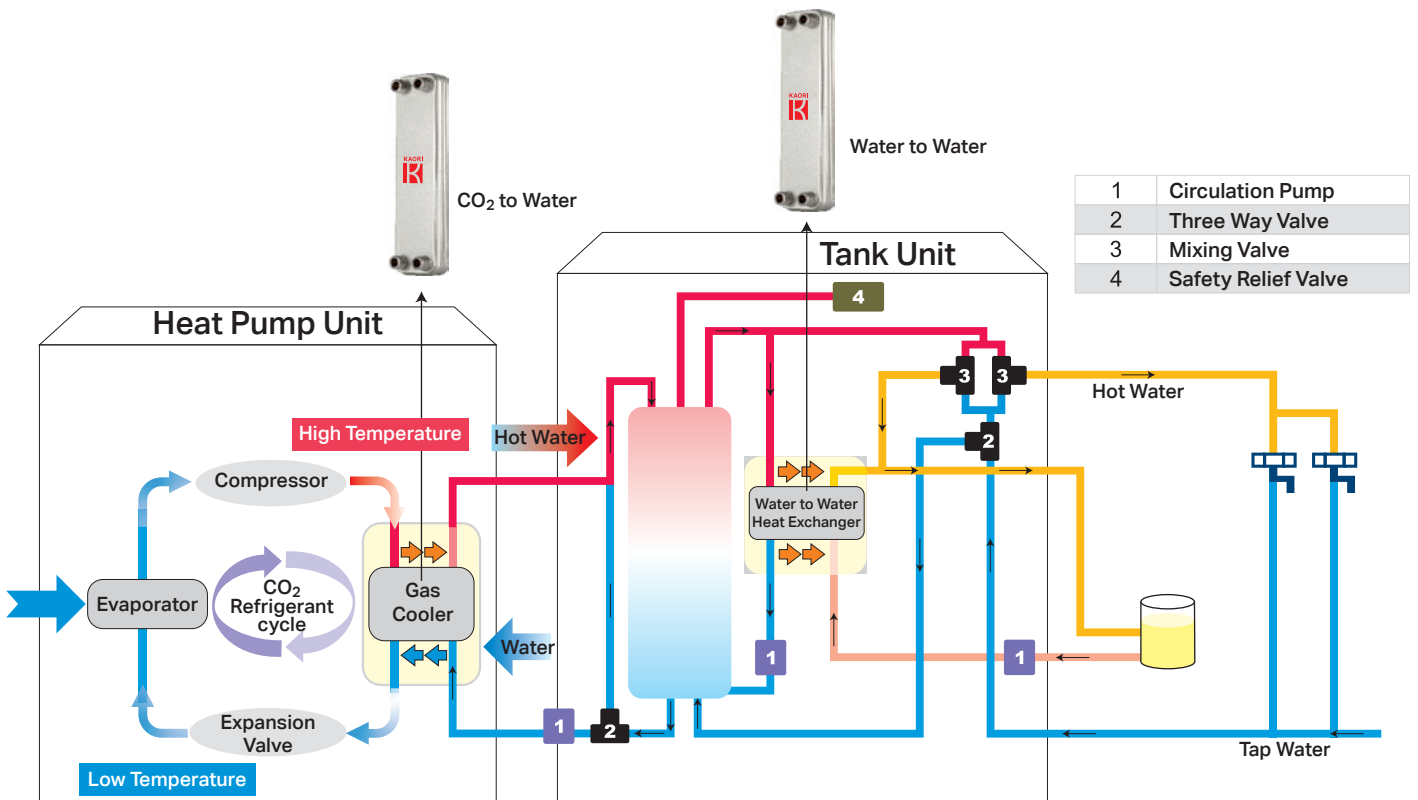 KAORI
K
CO₂ to Water
KAORI
K
Water to Water
1 Circulation Pump
2 Three Way Valve
3 Mixing Valve
4 Safety Relief Valve
Heat Pump Unit
Tank Unit
4
3
3
Hot Water
High Temperature
Hot Water
2
Compressor
Water to Water
Heat Exchanger
Evaporator
CO₂
Refrigerant
cycle
Gas
Cooler
Water
1
1
Expansion
Valve
1
2
Tap Water
Low Temperature